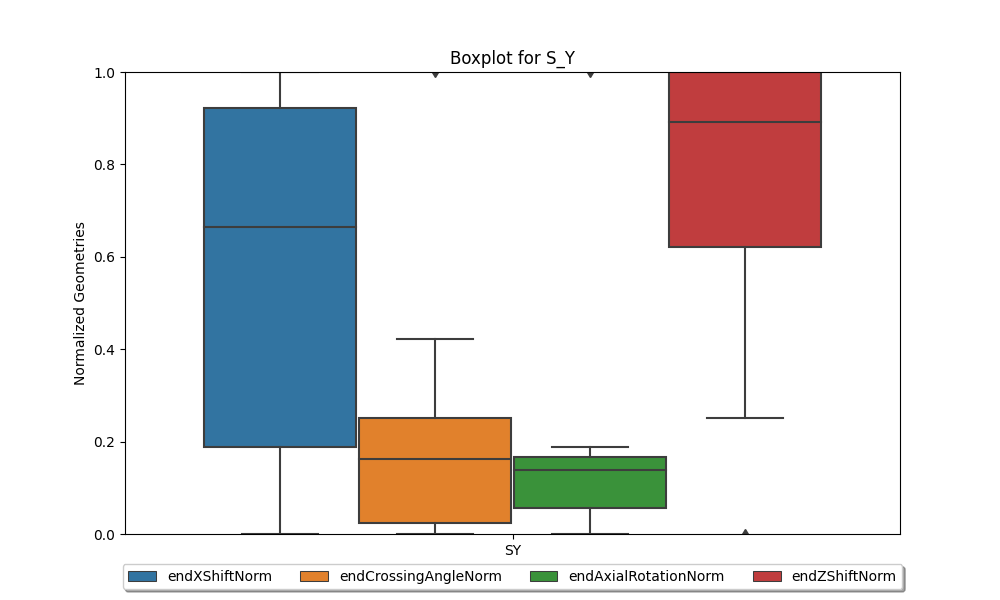 Boxplot for S_Y
1.0
0.8
0.6
0.4
0.2
0.0
Normalized Geometries
SY
endXShiftNorm endCrossingAngleNorm endAxialRotationNorm endZShiftNorm